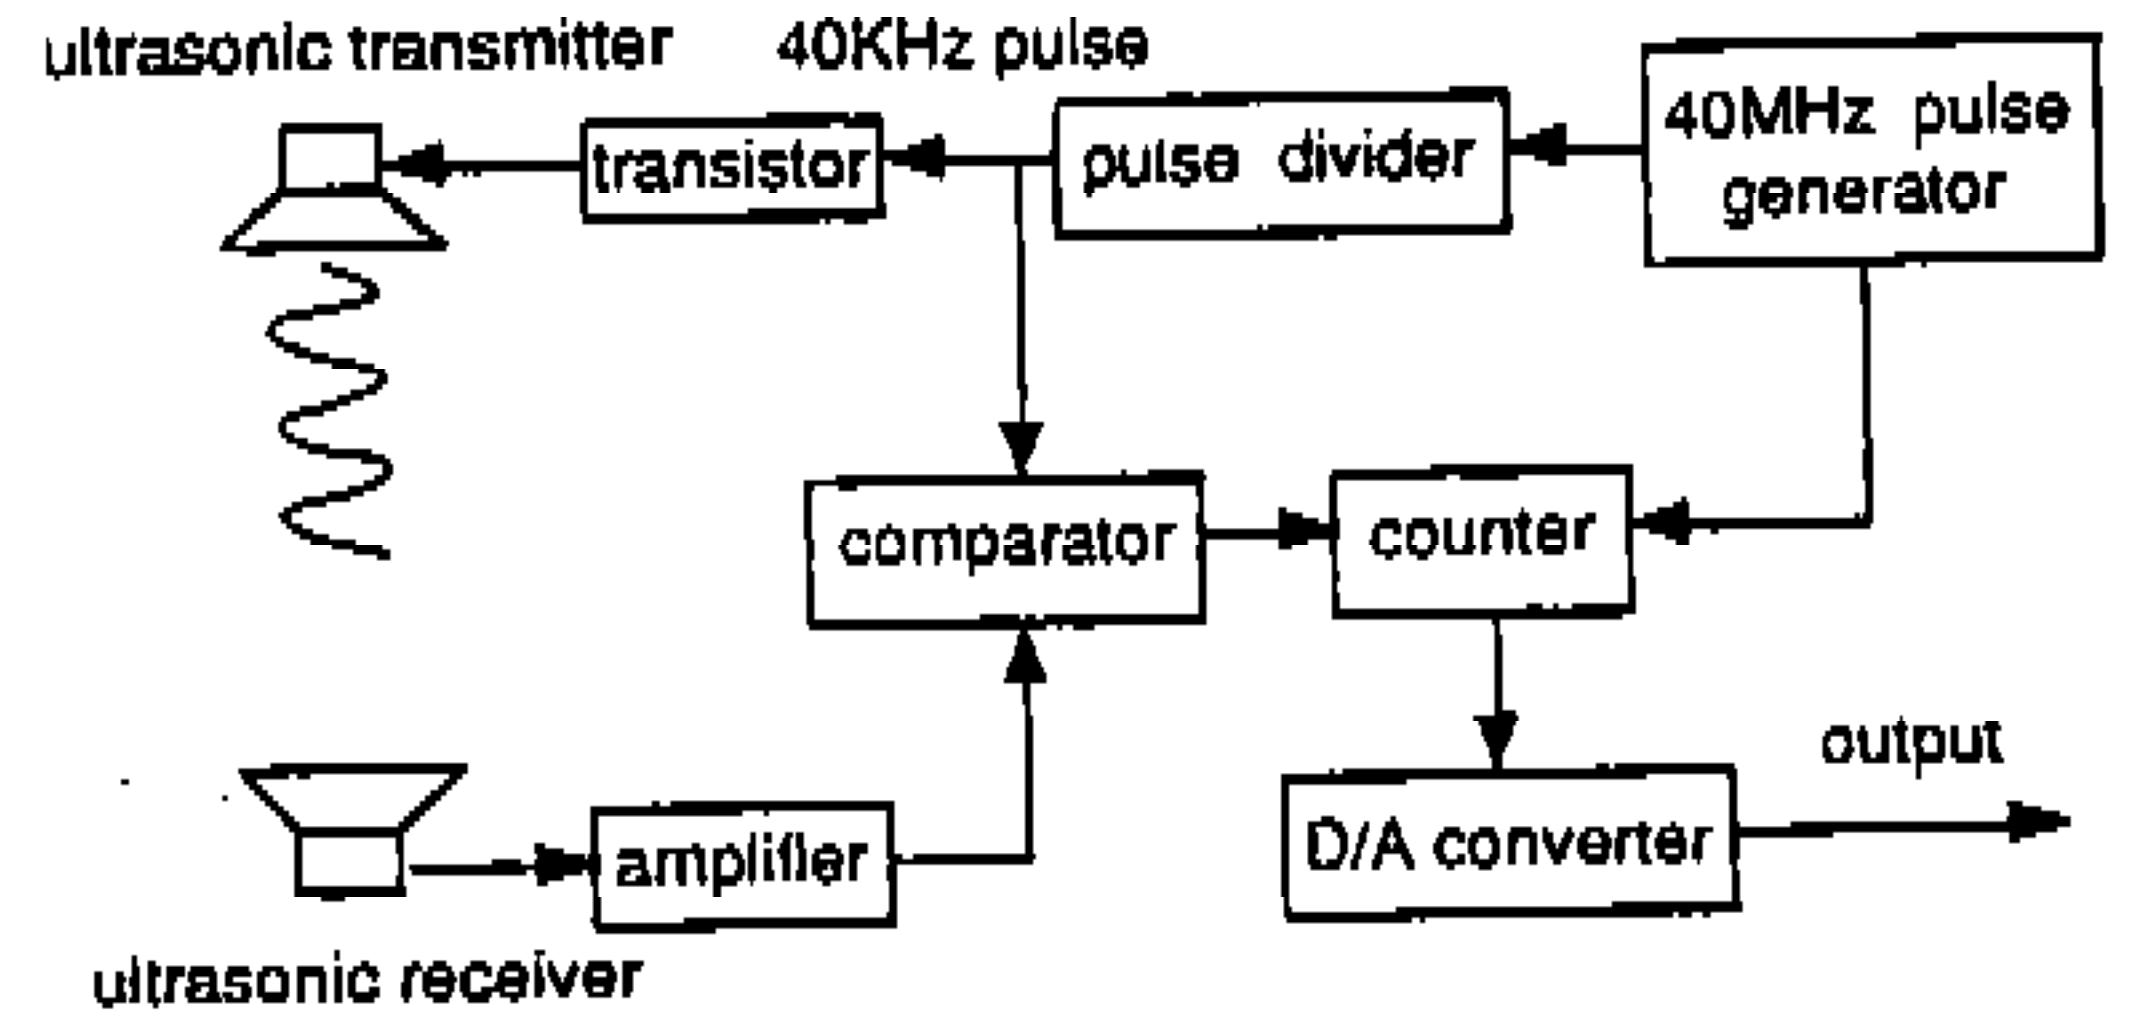 ultrasonic transmitter
40KHz pulse
40MHz pulse
generator
pulse divider
transistor
comparator
counter
output
D/A converter
amplifier
ultrasonic receiver